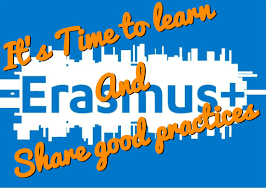 It's Time to learn
And
Erasmus+
Share good practices